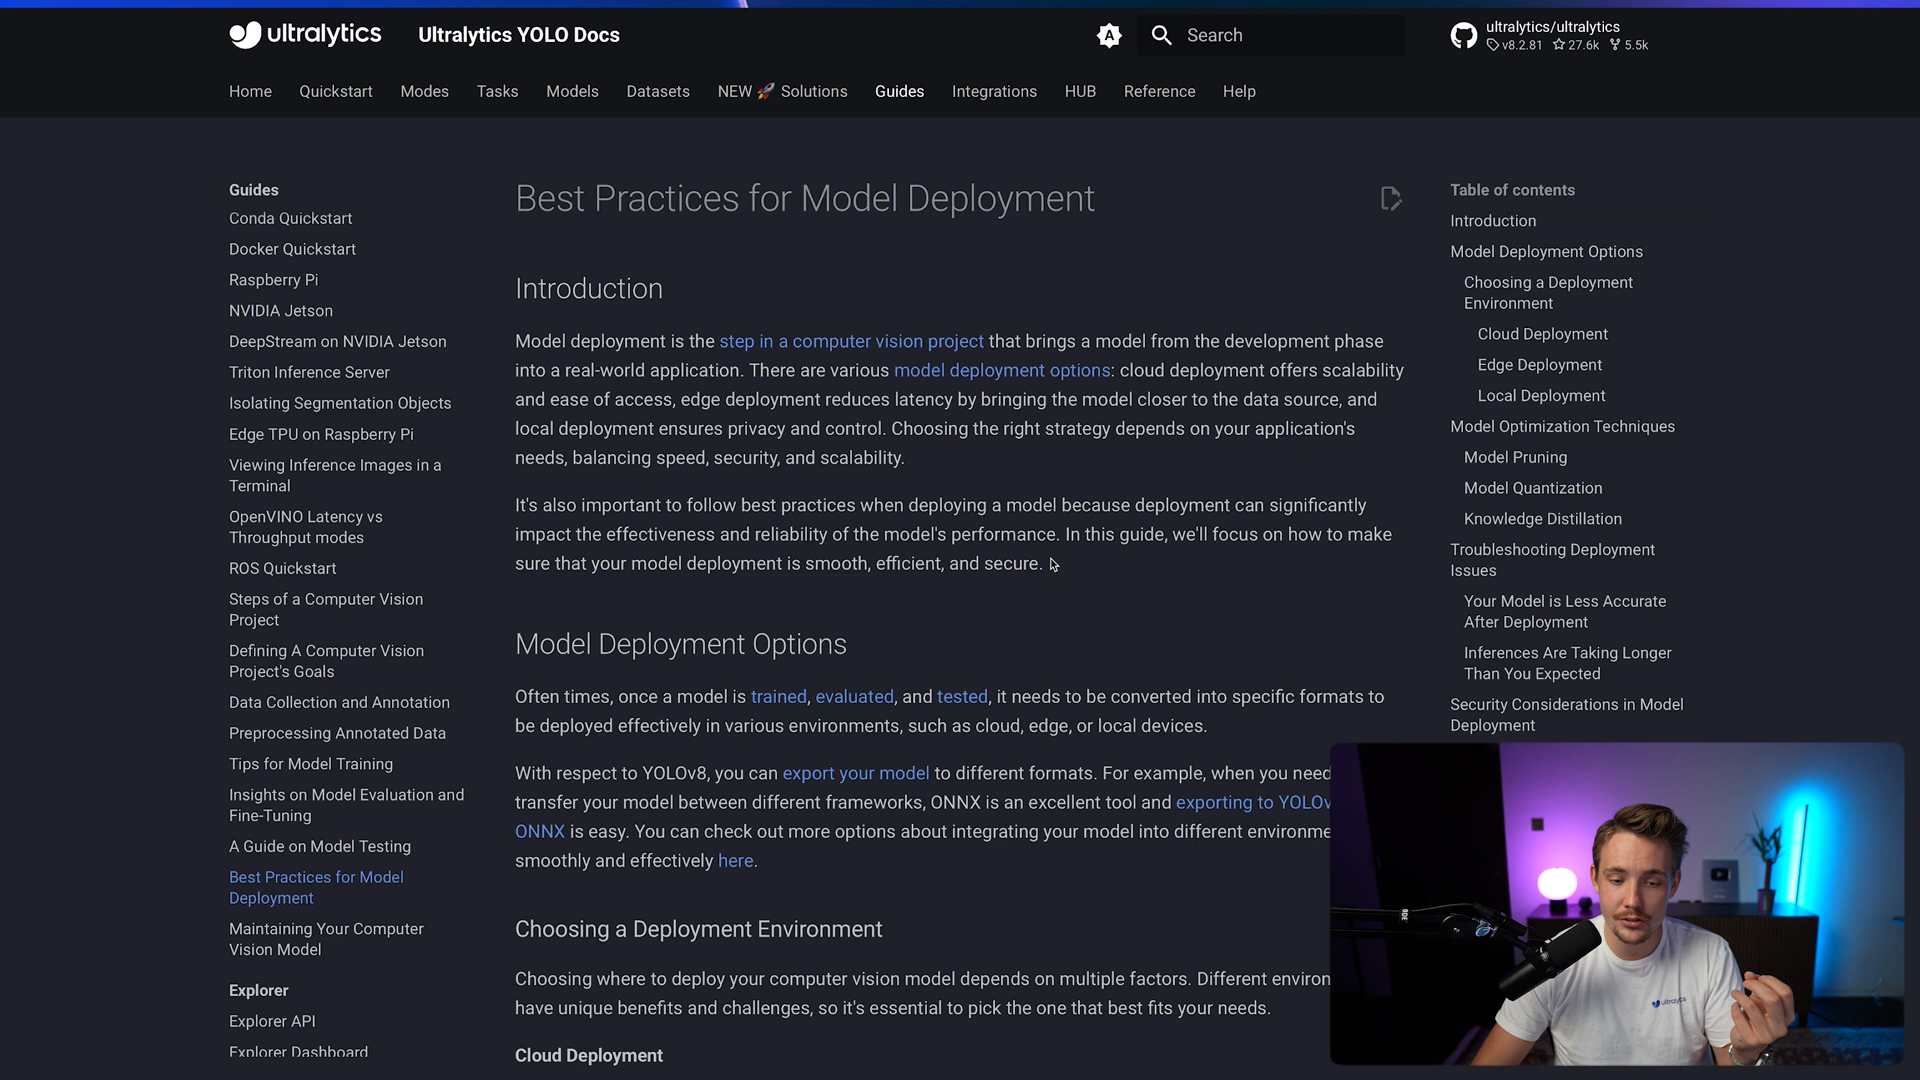 ultralytics
Ultralytics YOLO Docs
A
Search
ultralytics/ultralytics
v8.2.81 27.6k 5.5k
Home Quickstart Modes Tasks Models Datasets NEW 🚀 Solutions Guides Integrations HUB Reference Help
Guides
Conda Quickstart
Docker Quickstart
Raspberry Pi
NVIDIA Jetson
DeepStream on NVIDIA Jetson
Triton Inference Server
Isolating Segmentation Objects
Edge TPU on Raspberry Pi
Viewing Inference Images in a
Terminal
OpenVINO Latency vs
Throughput modes
ROS Quickstart
Steps of a Computer Vision
Project
Defining A Computer Vision
Project's Goals
Data Collection and Annotation
Preprocessing Annotated Data
Tips for Model Training
Insights on Model Evaluation and
Fine-Tuning
A Guide on Model Testing
Best Practices for Model
Deployment
Maintaining Your Computer
Vision Model
Explorer
Explorer API
Explorer Dashboard
Best Practices for Model Deployment
Introduction
Model deployment is the step in a computer vision project that brings a model from the development phase
into a real-world application. There are various model deployment options: cloud deployment offers scalability
and ease of access, edge deployment reduces latency by bringing the model closer to the data source, and
local deployment ensures privacy and control. Choosing the right strategy depends on your application's
needs, balancing speed, security, and scalability.
It's also important to follow best practices when deploying a model because deployment can significantly
impact the effectiveness and reliability of the model's performance. In this guide, we'll focus on how to make
sure that your model deployment is smooth, efficient, and secure.
Model Deployment Options
Often times, once a model is trained, evaluated, and tested, it needs to be converted into specific formats to
be deployed effectively in various environments, such as cloud, edge, or local devices.
With respect to YOLOv8, you can export your model to different formats. For example, when you need
transfer your model between different frameworks, ONNX is an excellent tool and exporting to YOLOv
ONNX is easy. You can check out more options about integrating your model into different environme
smoothly and effectively here.
Choosing a Deployment Environment
Choosing where to deploy your computer vision model depends on multiple factors. Different environ
have unique benefits and challenges, so it's essential to pick the one that best fits your needs.
Cloud Deployment
Table of contents
Introduction
Model Deployment Options
Choosing a Deployment
Environment
Cloud Deployment
Edge Deployment
Local Deployment
Model Optimization Techniques
Model Pruning
Model Quantization
Knowledge Distillation
Troubleshooting Deployment
Issues
Your Model is Less Accurate
After Deployment
Inferences Are Taking Longer
Than You Expected
Security Considerations in Model
Deployment
ultralytics